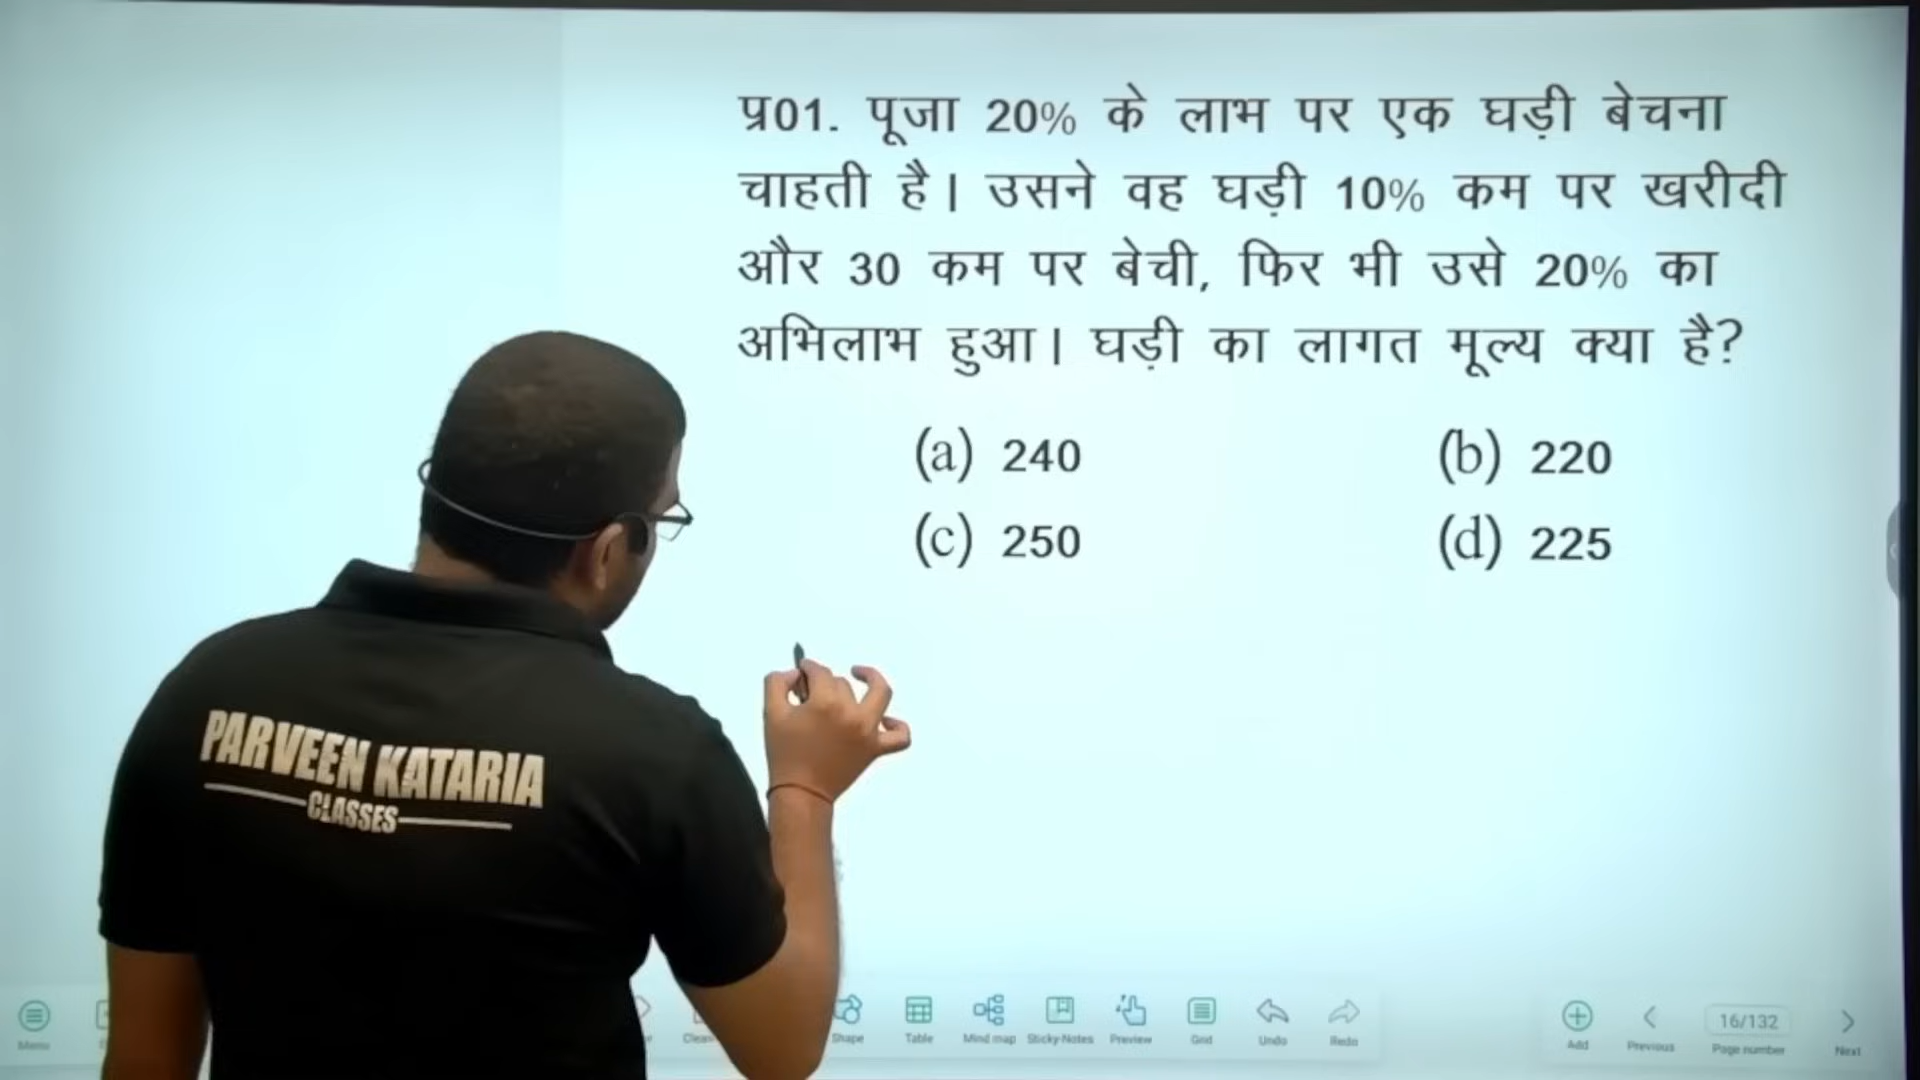 प्र01. पूजा 20% के लाभ पर एक घड़ी बेचना
चाहती है। उसने वह घड़ी 10% कम पर खरीदी
और 30 कम पर बेची, फिर भी उसे 20% का
अभिलाभ हुआ। घड़ी का लागत मूल्य क्या है?
(a) 240 (b) 220
(c) 250 (d) 225
PARVEEN KATARIA
CLASSES
Menu
Shape Table Mind map Sticky-Notes Preview Grid Undo Redo
Add Previous 16/132 Page number Next